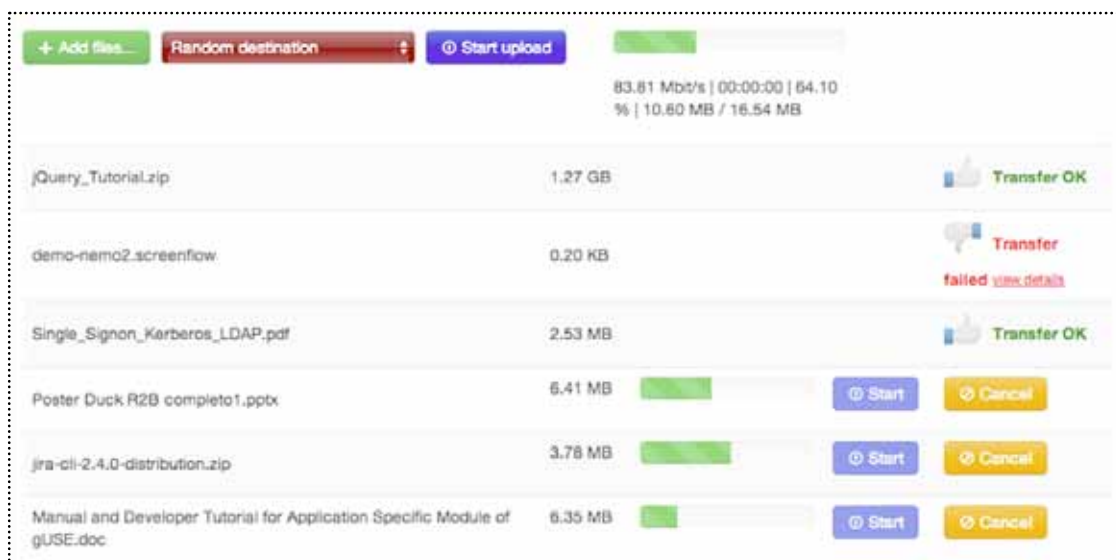 + Add files... Random destination Start upload
83.81 Mbit/s | 00:00:00 | 64.10
% | 10.60 MB / 16.54 MB
jQuery_Tutorial.zip 1.27 GB Transfer OK
demo-nemo2.screenflow 0.20 KB Transfer
failed view details
Single_Signon_Kerberos_LDAP.pdf 2.53 MB Transfer OK
Poster Duck R2B completo1.pptx 6.41 MB Start Cancel
jira-cli-2.4.0-distribution.zip 3.78 MB Start Cancel
Manual and Developer Tutorial for Application Specific Module of 6.35 MB Start Cancel
gUSE.doc